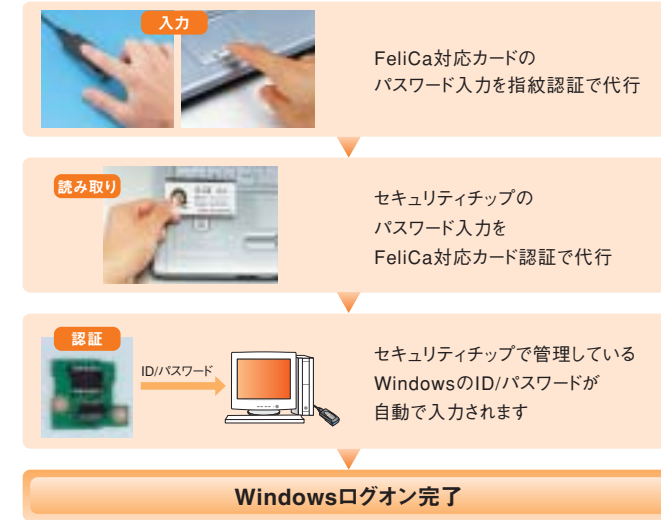 入力
FeliCa対応カードの
パスワード入力を指紋認証で代行
読み取り
セキュリティチップの
パスワード入力を
FeliCa対応カード認証で代行
認証
ID/パスワード
セキュリティチップで管理している
WindowsのID/パスワードが
自動で入力されます
Windowsログオン完了